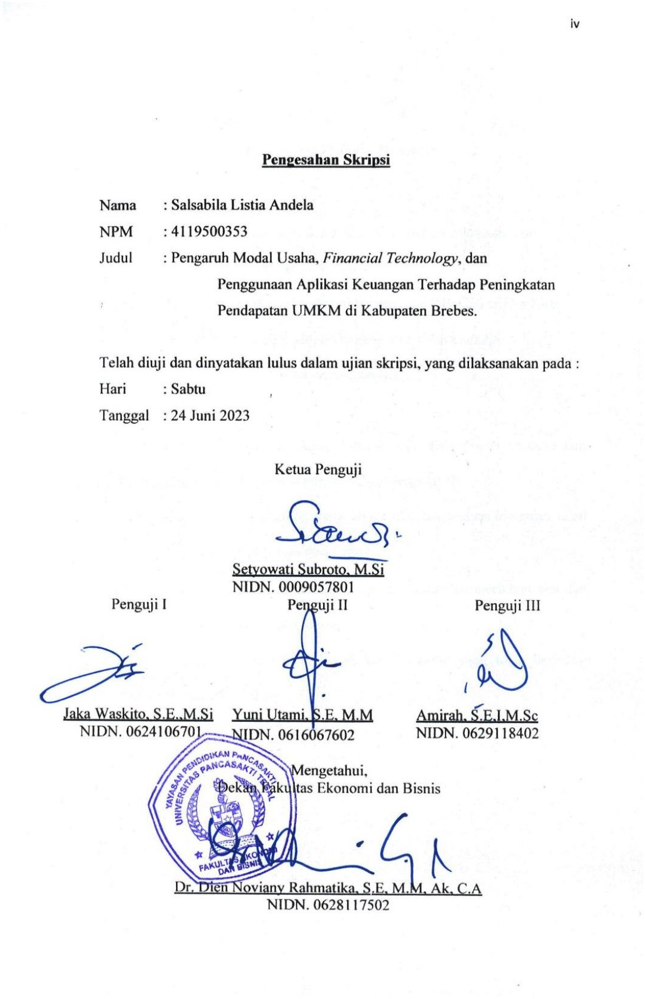 iv
Pengesahan Skripsi
Nama : Salsabila Listia Andela
NPM : 4119500353
Judul : Pengaruh Modal Usaha, Financial Technology, dan
Penggunaan Aplikasi Keuangan Terhadap Peningkatan
Pendapatan UMKM di Kabupaten Brebes.
Telah diuji dan dinyatakan lulus dalam ujian skripsi, yang dilaksanakan pada :
Hari : Sabtu
Tanggal : 24 Juni 2023
Ketua Penguji
Setyowati Subroto, M.Si
NIDN. 0009057801
Penguji I Penguji II Penguji III
Jaka Waskito, S.E.,M.Si Yuni Utami, S.E, M.M Amirah, S.E.I,M.Sc
NIDN. 0624106701 NIDN. 0616067602 NIDN. 0629118402
YAYASAN PENDIDIKAN PANCASAKTI
UNIVERSITAS PANCASAKTI TEGAL
Mengetahui,
Dekan Fakultas Ekonomi dan Bisnis
FAKULTAS EKONOMI
DAN BISNIS
Dr. Dien Noviany Rahmatika, S.E, M.M, Ak, C.A
NIDN. 0628117502